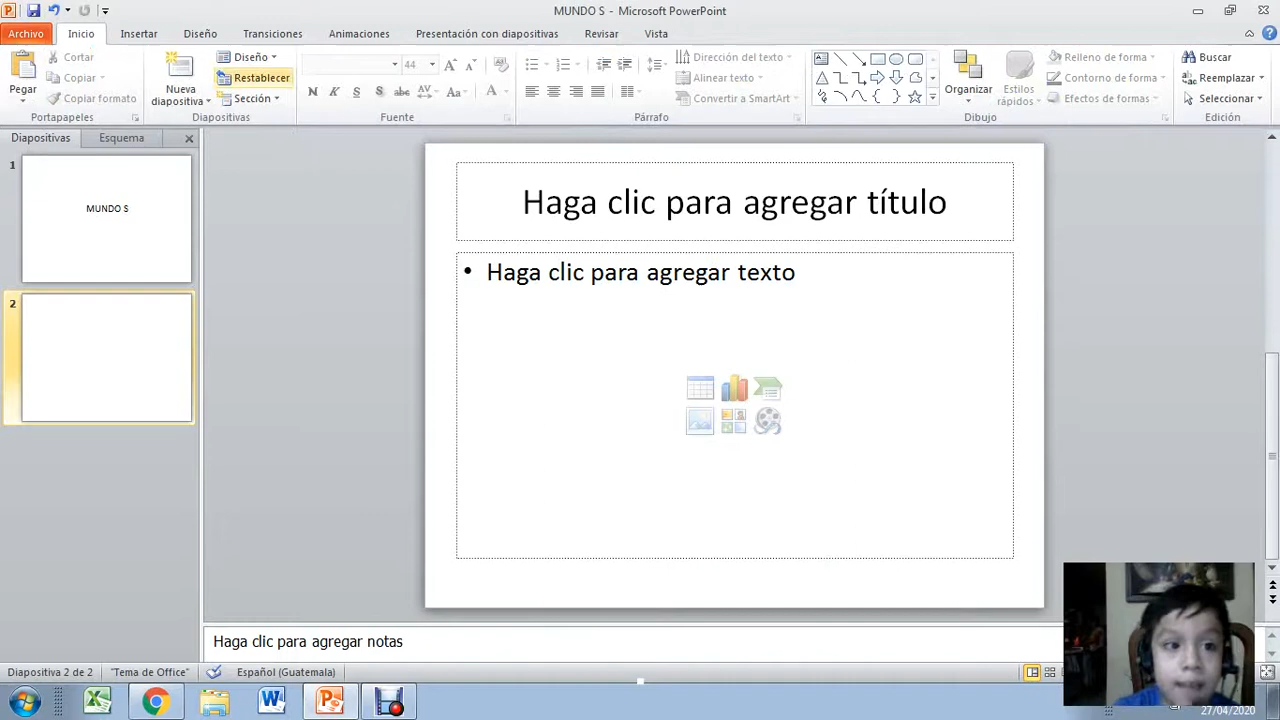 MUNDO S - Microsoft PowerPoint
Archivo Inicio Insertar Diseño Transiciones Animaciones Presentación con diapositivas Revisar Vista
Pegar
Cortar
Copiar
Copiar formato
Portapapeles
Nueva
diapositiva
Diseño
Restablecer
Sección
Diapositivas
44
N K S S abc AV Aa A
Fuente
Dirección del texto
Alinear texto
Convertir a SmartArt
Párrafo
Organizar
Estilos
rápidos
Relleno de forma
Contorno de forma
Efectos de formas
Dibujo
Buscar
Reemplazar
Seleccionar
Edición
Diapositivas Esquema
1
MUNDO S
2
Haga clic para agregar título
• Haga clic para agregar texto
Haga clic para agregar notas
Diapositiva 2 de 2 "Tema de Office" Español (Guatemala)
27/04/2020